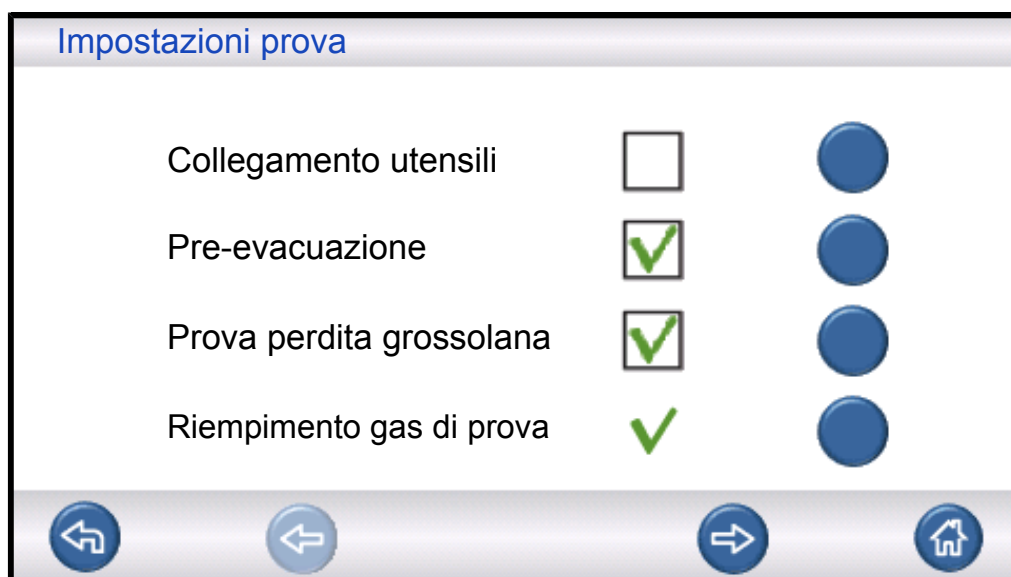 Impostazioni prova
Collegamento utensili
Pre-evacuazione
Prova perdita grossolana
Riempimento gas di prova